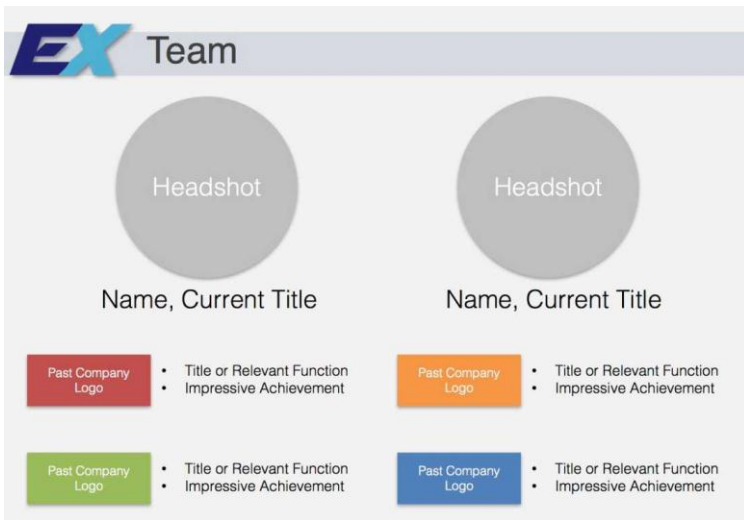 EX Team
Headshot
Headshot
Name, Current Title
Name, Current Title
Past Company
Logo
• Title or Relevant Function
• Impressive Achievement
Past Company
Logo
• Title or Relevant Function
• Impressive Achievement
Past Company
Logo
• Title or Relevant Function
• Impressive Achievement
Past Company
Logo
• Title or Relevant Function
• Impressive Achievement